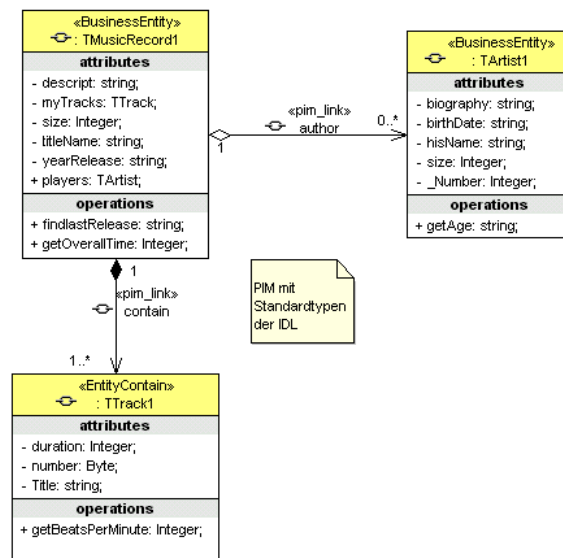 «BusinessEntity»
: TMusicRecord1
attributes
- descript: string;
- myTracks: TTrack;
- size: Integer;
- titleName: string;
- yearRelease: string;
+ players: TArtist;
operations
+ findlastRelease: string;
+ getOverallTime: Integer;
«pim_link»
author
1
0..*
«BusinessEntity»
: TArtist1
attributes
- biography: string;
- birthDate: string;
- hisName: string;
- size: Integer;
- _Number: Integer;
operations
+ getAge: string;
1
«pim_link»
contain
1..*
PIM mit
Standardtypen
der IDL
«EntityContain»
: TTrack1
attributes
- duration: Integer;
- number: Byte;
- Title: string;
operations
+ getBeatsPerMinute: Integer;